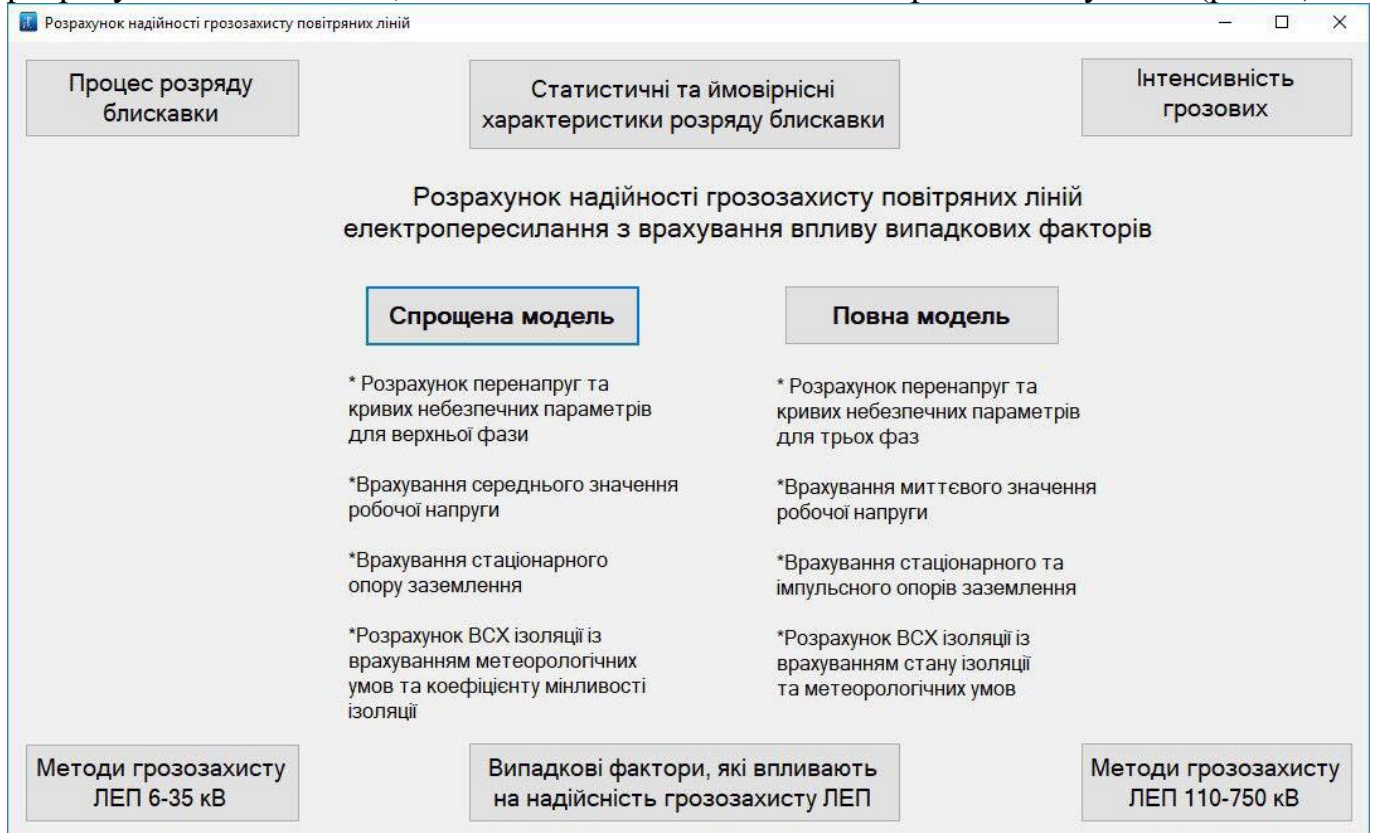 Розрахунок надійності грозозахисту повітряних ліній
Процес розряду
блискавки
Статистичні та ймовірнісні
характеристики розряду блискавки
Інтенсивність
грозових
Розрахунок надійності грозозахисту повітряних ліній
електропересилання з врахування впливу випадкових факторів
Спрощена модель
* Розрахунок перенапруг та
кривих небезпечних параметрів
для верхньої фази
*Врахування середнього значення
робочої напруги
*Врахування стаціонарного
опору заземлення
*Розрахунок ВСХ ізоляції із
врахуванням метеорологічних
умов та коефіцієнту мінливості
ізоляції
Повна модель
* Розрахунок перенапруг та
кривих небезпечних параметрів
для трьох фаз
*Врахування миттєвого значення
робочої напруги
*Врахування стаціонарного та
імпульсного опорів заземлення
*Розрахунок ВСХ ізоляції із
врахуванням стану ізоляції
та метеорологічних умов
Методи грозозахисту
ЛЕП 6-35 кВ
Випадкові фактори, які впливають
на надійсність грозозахисту ЛЕП
Методи грозозахисту
ЛЕП 110-750 кВ